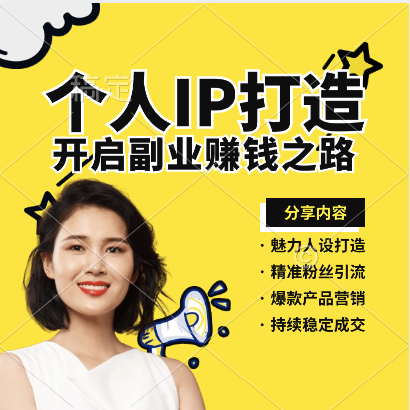 个人IP打造
开启副业赚钱之路
分享内容
· 魅力人设打造
· 精准粉丝引流
· 爆款产品营销
· 持续稳定成交